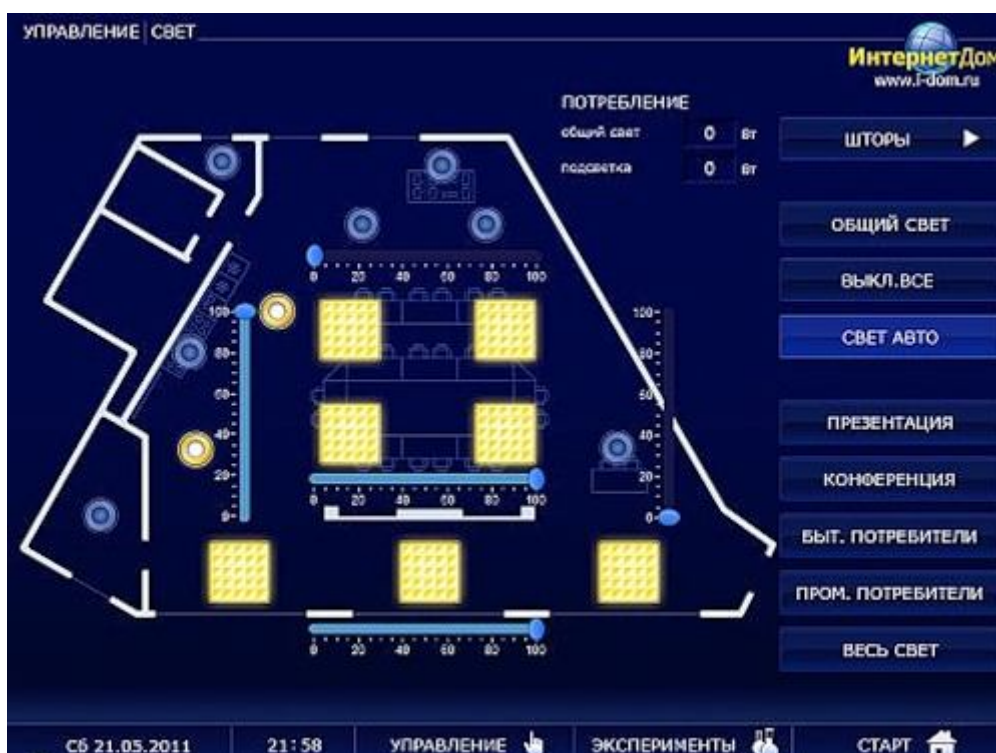 УПРАВЛЕНИЕ СВЕТ
ИнтернетДом
www.i-dom.ru
ПОТРЕБЛЕНИЕ
общий свет 0 вт
подсветка 0 вт
ШТОРЫ
ОБЩИЙ СВЕТ
ВЫКЛ.ВСЕ
СВЕТ АВТО
ПРЕЗЕНТАЦИЯ
КОНФЕРЕНЦИЯ
БЫТ. ПОТРЕБИТЕЛИ
ПРОМ. ПОТРЕБИТЕЛИ
ВЕСЬ СВЕТ
0 20 40 60 80 100
100
80
60
40
20
0
100
80
60
40
20
0
0 20 40 60 80 100
0 20 40 60 80 100
Сб 21.05.2011 21:58 УПРАВЛЕНИЕ ЭКСПЕРИМЕНТЫ СТАРТ